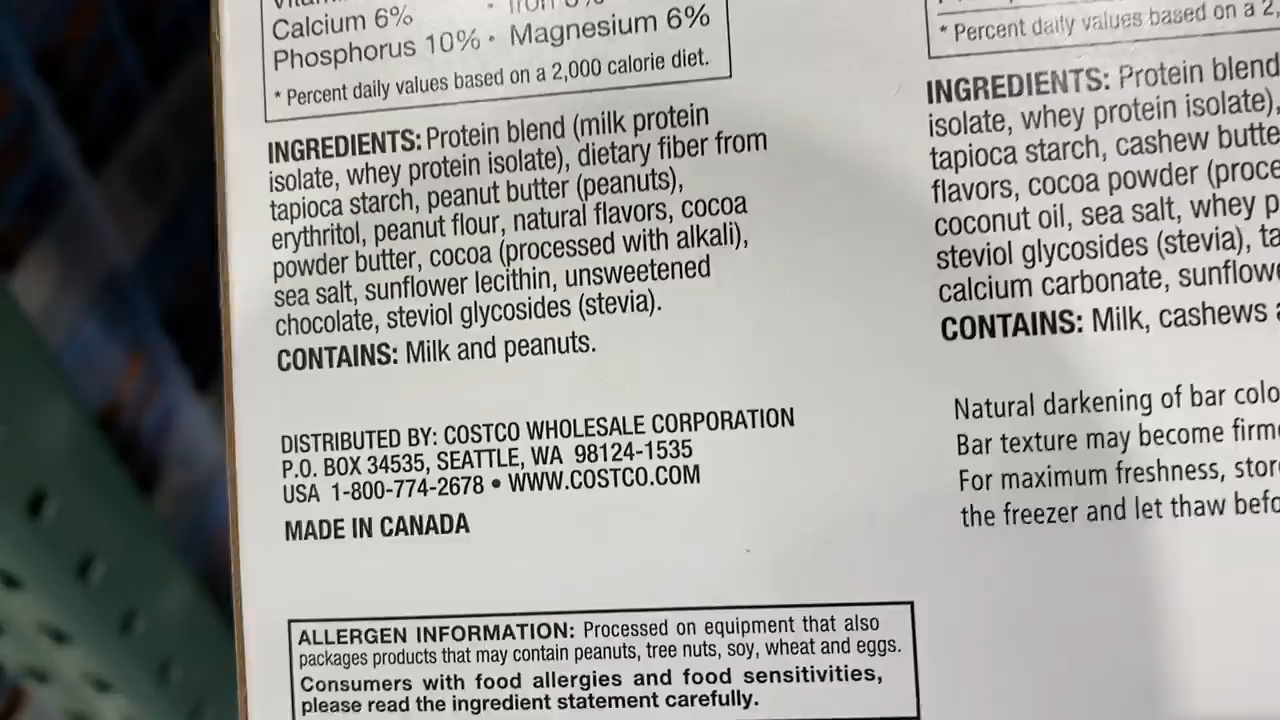 Calcium 6%
Phosphorus 10% • Magnesium 6%
* Percent daily values based on a 2,000 calorie diet.
INGREDIENTS: Protein blend (milk protein
isolate, whey protein isolate), dietary fiber from
tapioca starch, peanut butter (peanuts),
erythritol, peanut flour, natural flavors, cocoa
powder butter, cocoa (processed with alkali),
sea salt, sunflower lecithin, unsweetened
chocolate, steviol glycosides (stevia).
CONTAINS: Milk and peanuts.
DISTRIBUTED BY: COSTCO WHOLESALE CORPORATION
P.O. BOX 34535, SEATTLE, WA 98124-1535
USA 1-800-774-2678 • WWW.COSTCO.COM
MADE IN CANADA
ALLERGEN INFORMATION: Processed on equipment that also
packages products that may contain peanuts, tree nuts, soy, wheat and eggs.
Consumers with food allergies and food sensitivities,
please read the ingredient statement carefully.
* Percent daily values based on a 2,
INGREDIENTS: Protein blend
isolate, whey protein isolate),
tapioca starch, cashew
flavors, cocoa powder
coconut oil, sea salt, whey
steviol glycosides (stevia),
calcium carbonate,
CONTAINS: Milk, cashews
Natural darkening of bar
Bar texture may become
For maximum freshness,
the freezer and let thaw